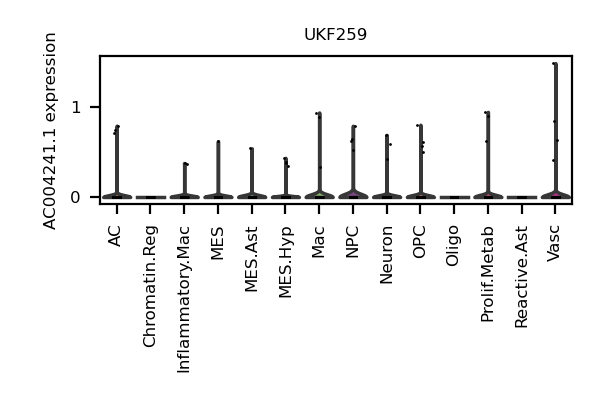 UKF259
AC004241.1 expression
1
0
AC
Chromatin.Reg
Inflammatory.Mac
MES
MES.Ast
MES.Hyp
Mac
NPC
Neuron
OPC
Oligo
Prolif.Metab
Reactive.Ast
Vasc